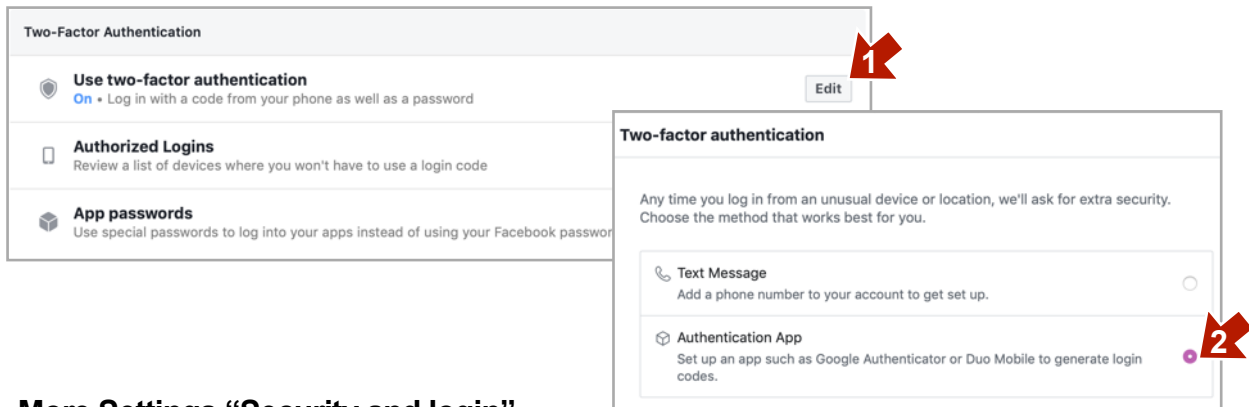 Two-Factor Authentication
1
Use two-factor authentication
On • Log in with a code from your phone as well as a password
Edit
Authorized Logins
Review a list of devices where you won't have to use a login code
App passwords
Use special passwords to log into your apps instead of using your Facebook
Two-factor authentication
Any time you log in from an unusual device or location, we'll ask for extra security.
Choose the method that works best for you.
Text Message
Add a phone number to your account to get set up.
Authentication App
Set up an app such as Google Authenticator or Duo Mobile to generate login
codes.
2
More Settings “Security and login”